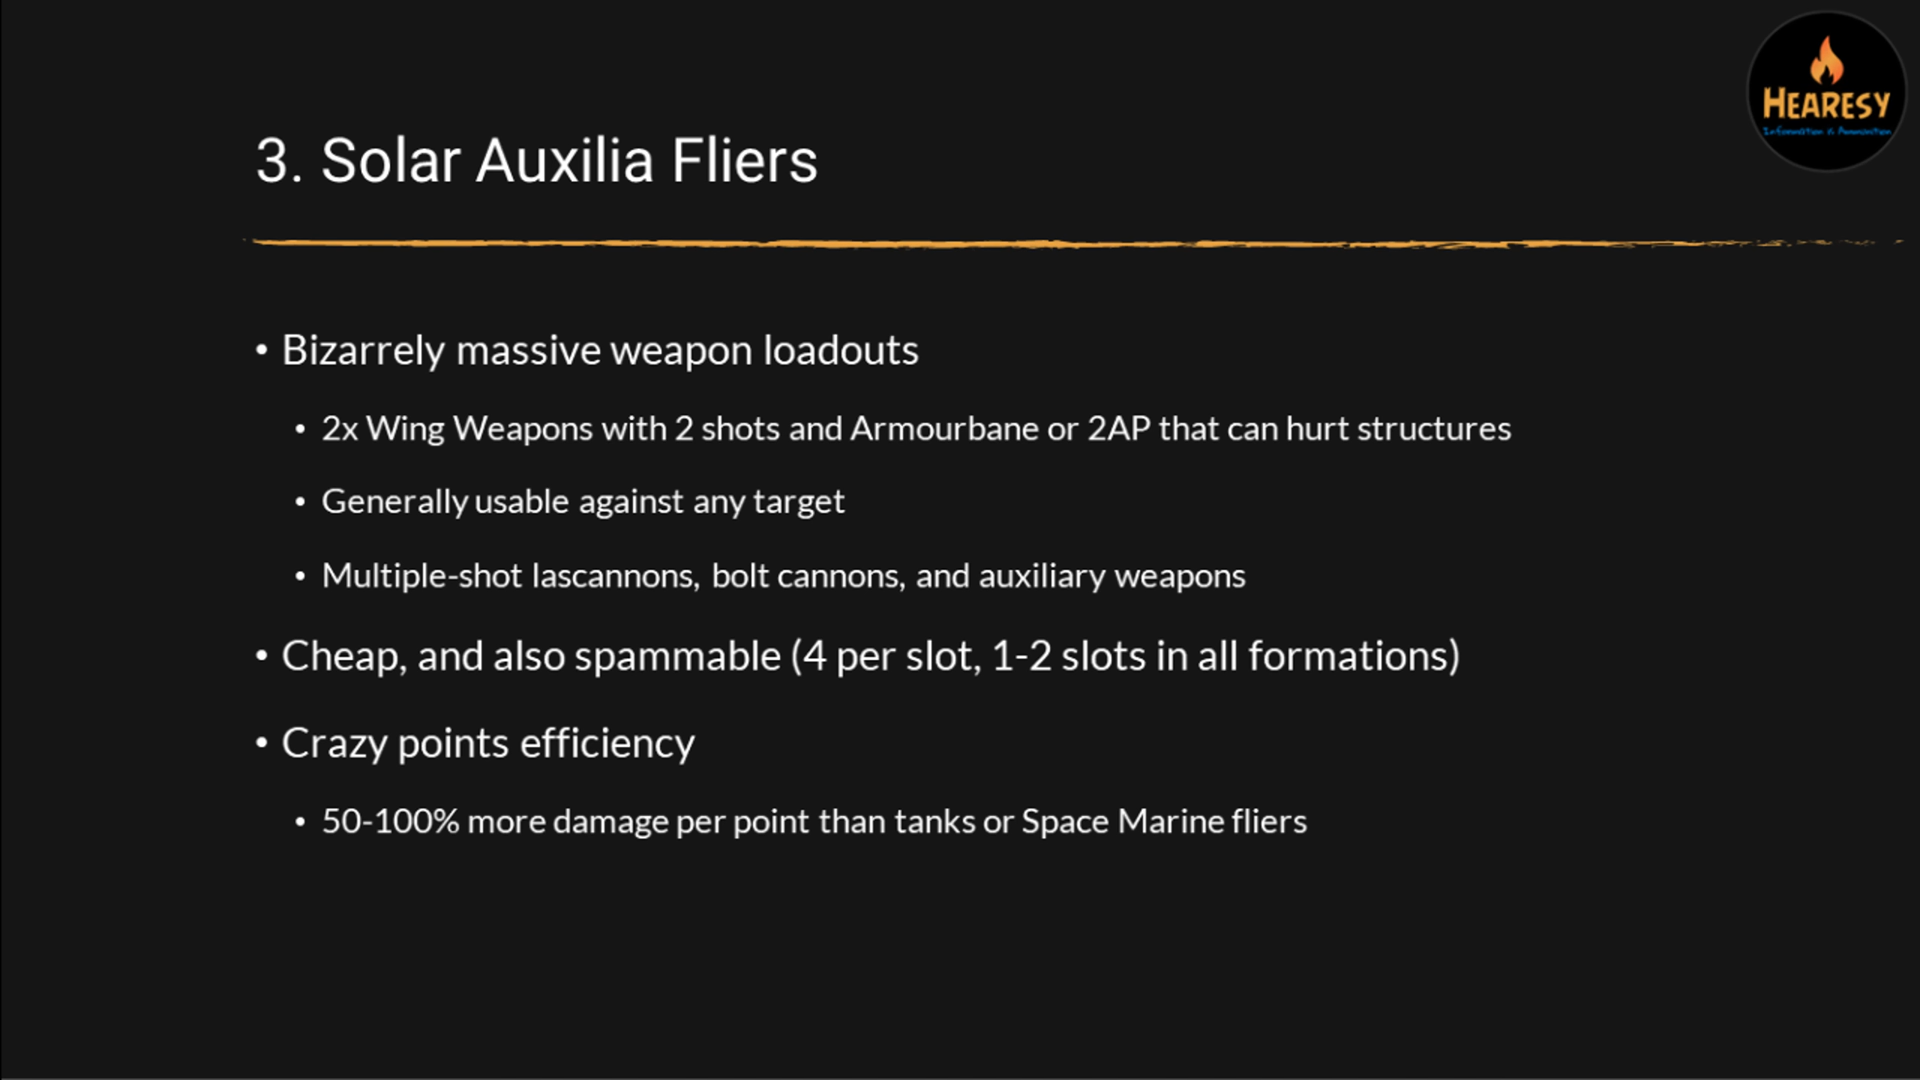 HEARESY
Information & Ammunition
3. Solar Auxilia Fliers
• Bizarrely massive weapon loadouts
• 2x Wing Weapons with 2 shots and Armourbane or 2AP that can hurt structures
• Generally usable against any target
• Multiple-shot lascannons, bolt cannons, and auxiliary weapons
• Cheap, and also spammable (4 per slot, 1-2 slots in all formations)
• Crazy points efficiency
• 50-100% more damage per point than tanks or Space Marine fliers